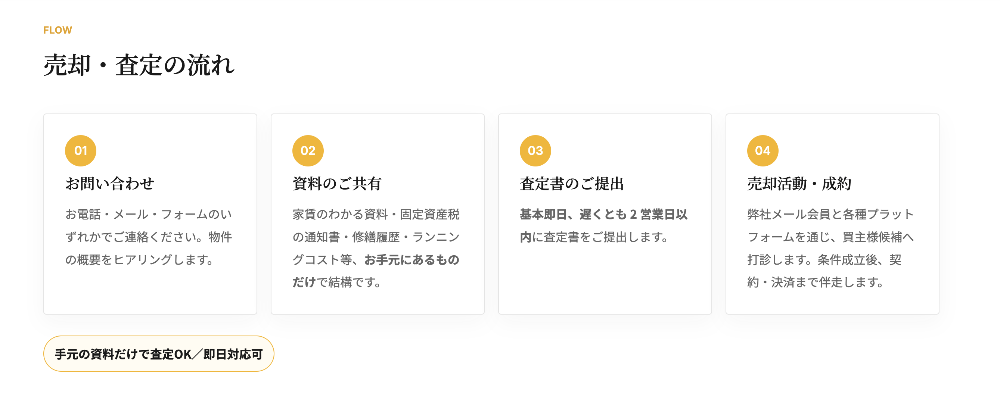 FLOW
売却・査定の流れ
01
お問い合わせ
お電話・メール・フォームのい
ずれかでご連絡ください。物件
の概要をヒアリングします。
02
資料のご共有
家賃のわかる資料・固定資産税
の通知書・修繕履歴・ランニン
グコスト等、お手元にあるもの
だけで結構です。
03
査定書のご提出
基本即日、遅くとも 2 営業日以
内に査定書をご提出します。
04
売却活動・成約
弊社メール会員と各種プラット
フォームを通じ、買主様候補へ
打診します。条件成立後、契
約・決済まで伴走します。
手元の資料だけで査定OK／即日対応可